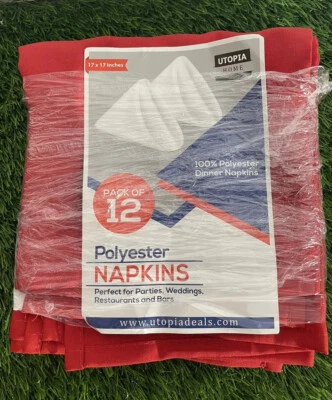 17 x 17 Inches
UTOPIA
HOME
100% Polyester
Dinner Napkins
PACK OF
12
Polyester
NAPKINS
Perfect for Parties, Weddings,
Restaurants and Bars
www.utopiadeals.com